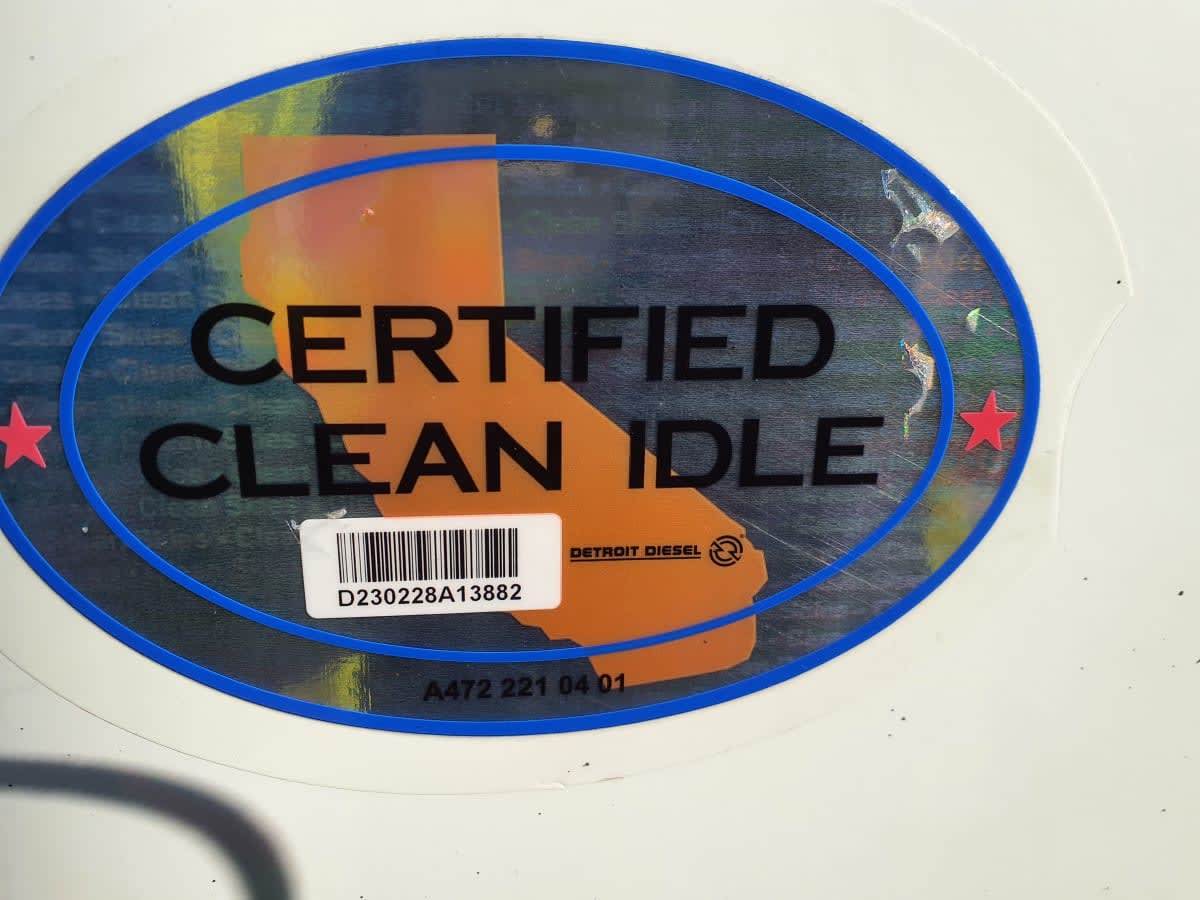 CERTIFIED
CLEAN IDLE
DETROIT DIESEL
D230228A13882
A472 221 04 01